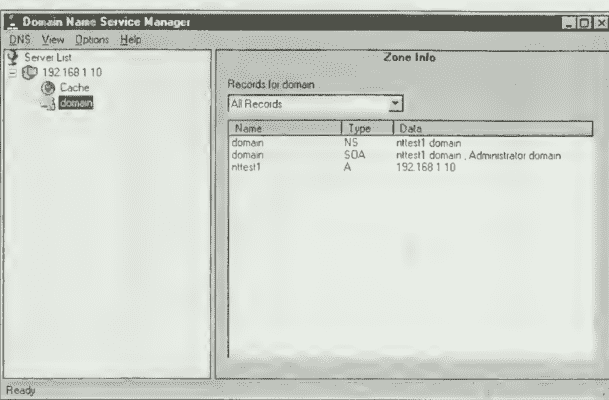 Domain Name Service Manager
DNS View Options Help
Server List
192 168 1 10
Cache
domain
Zone Info
Records for domain
All Records
Name Type Data
domain NS nttest1 domain
domain SOA nttest1 domain , Administrator domain
nttest1 A 192 168 1 10
Ready